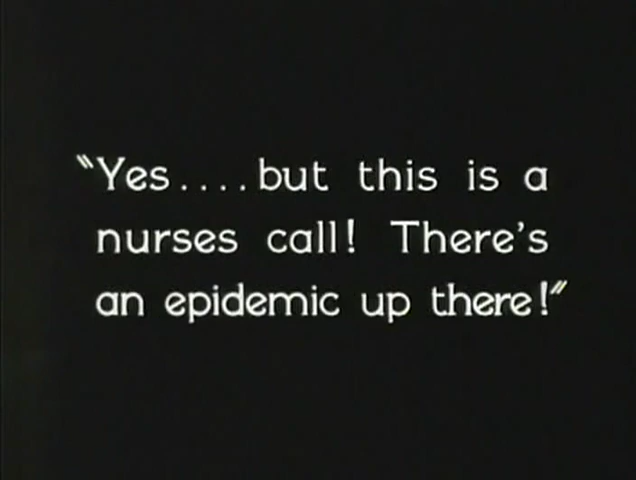 "Yes....but this is a
nurses call! There's
an epidemic up there!"